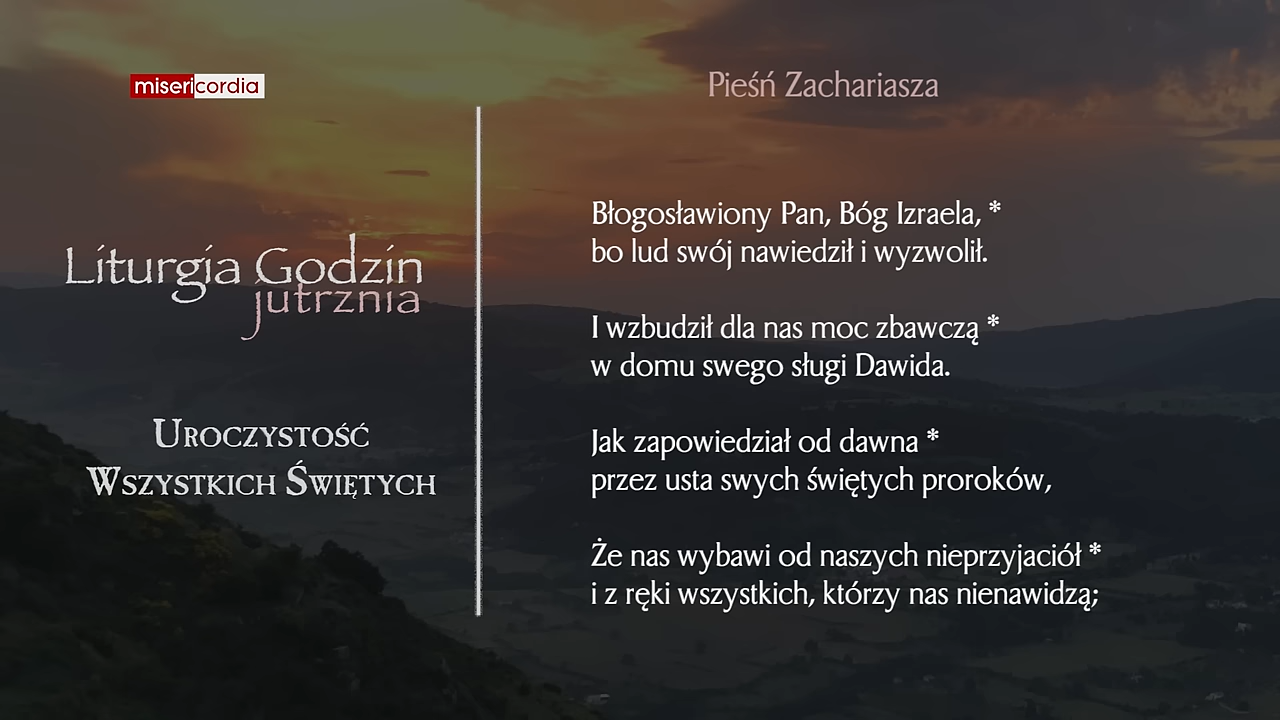 misericordia
Liturgia Godzin
jutrznia
Uroczystość
Wszystkich Świętych
Pieśń Zachariasza
Błogosławiony Pan, Bóg Izraela, *
bo lud swój nawiedził i wyzwolił.
I wzbudził dla nas moc zbawczą *
w domu swego sługi Dawida.
Jak zapowiedział od dawna *
przez usta swych świętych proroków,
Że nas wybawi od naszych nieprzyjaciół *
i z ręki wszystkich, którzy nas nienawidzą;